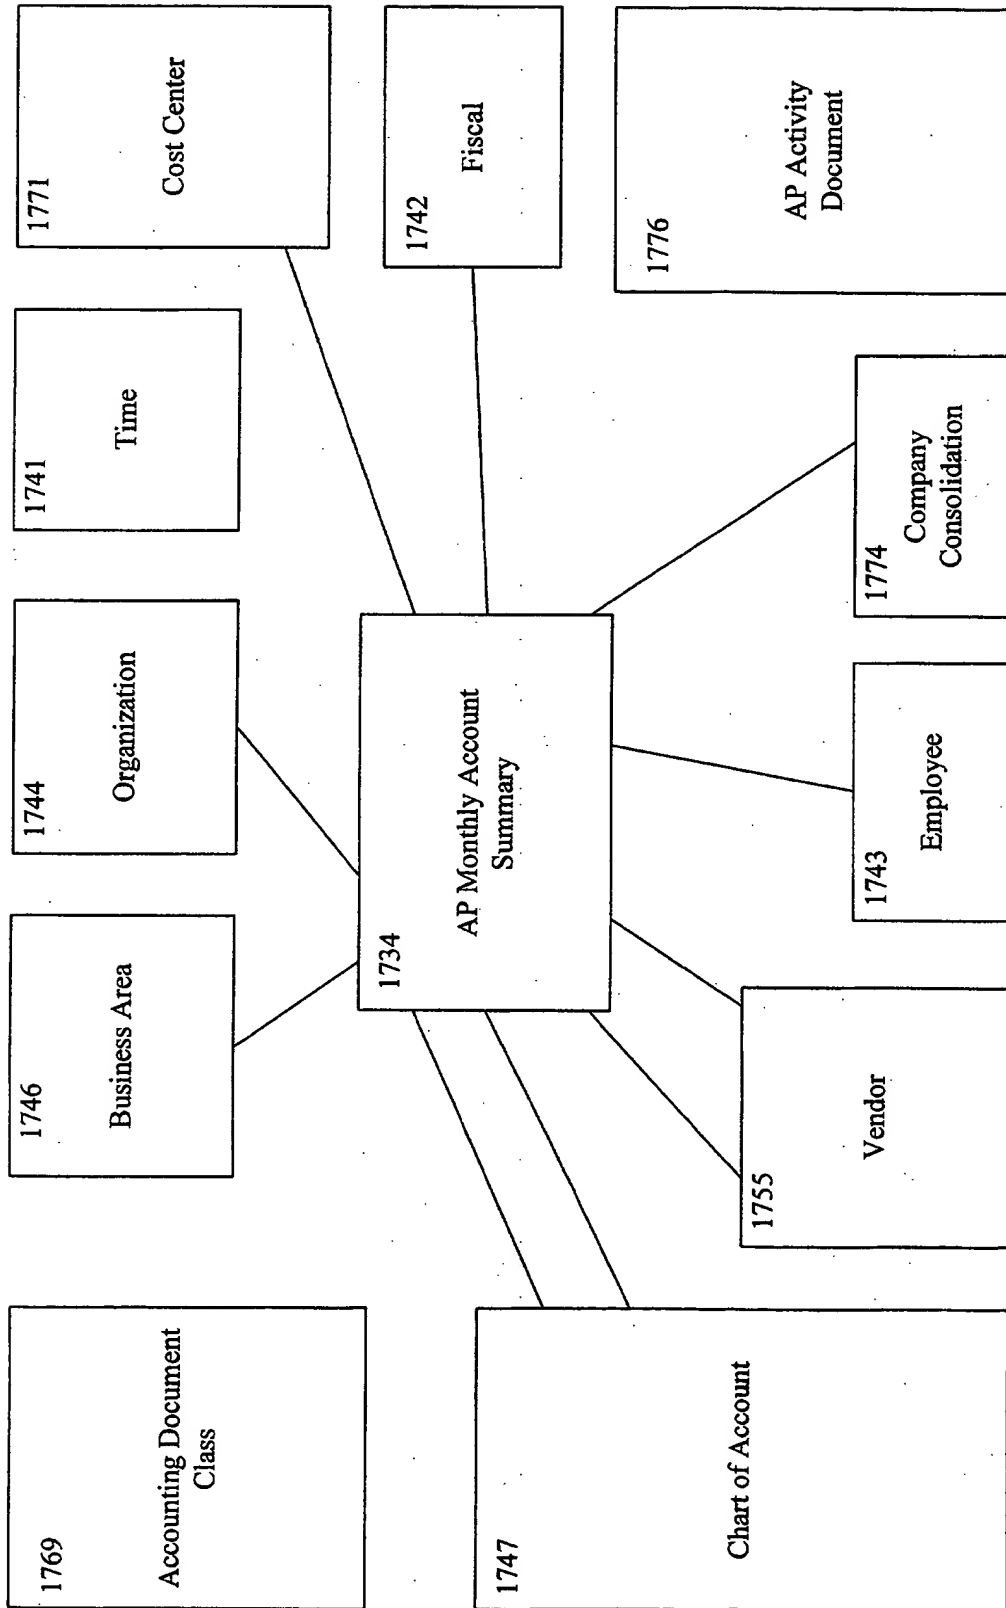 1769
Accounting Document
Class
1746
Business Area
1744
Organization
1741
Time
1771
Cost Center
1747
Chart of Account
1734
AP Monthly Account
Summary
1742
Fiscal
1755
Vendor
1743
Employee
1774
Company
Consolidation
1776
AP Activity
Document